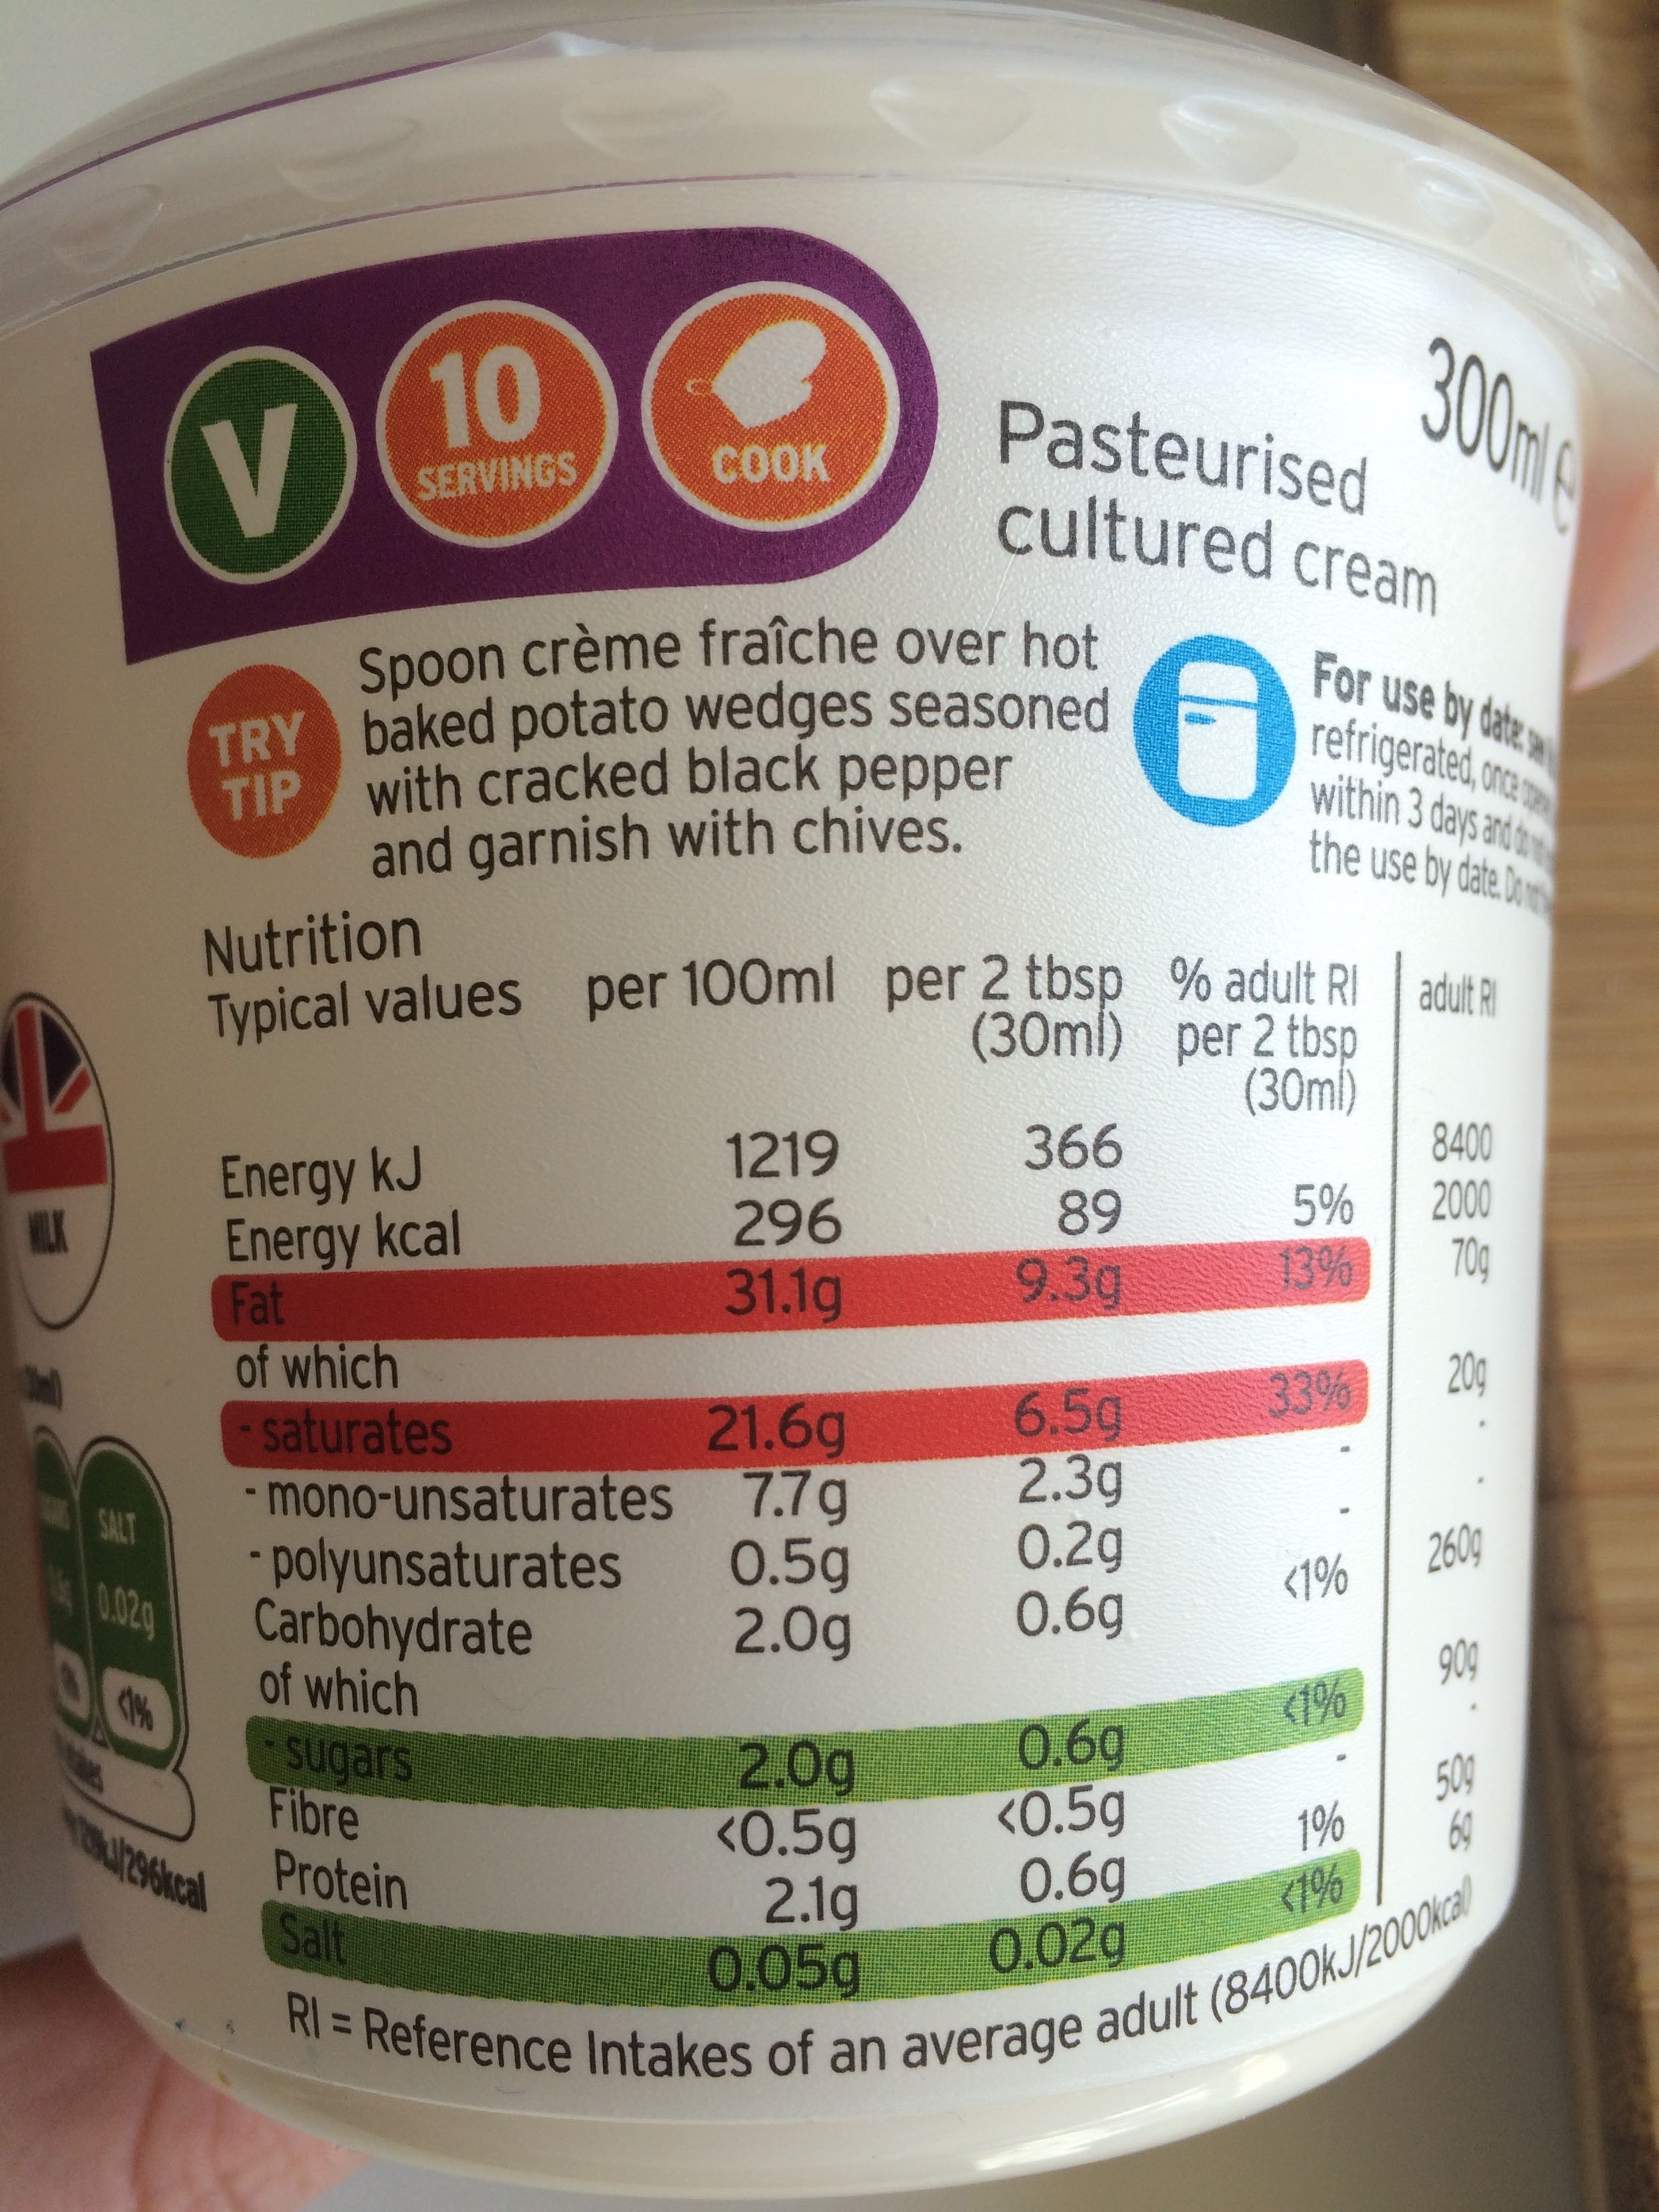 V
10
SERVINGS
COOK
Pasteurised
cultured cream
300ml e
TRY
TIP
Spoon crème fraîche over hot
baked potato wedges seasoned
with cracked black pepper
and garnish with chives.
For use by date: see
refrigerated, once
within 3 days and do not
the use by date. Do not
Nutrition
Typical values per 100ml per 2 tbsp (30ml) % adult RI per 2 tbsp (30ml) adult RI
Energy kJ 1219 366 8400
Energy kcal 296 89 5% 2000
Fat 31.1g 9.3g 13% 70g
of which
- saturates 21.6g 6.5g 33% 20g
- mono-unsaturates 7.7g 2.3g - -
- polyunsaturates 0.5g 0.2g - -
Carbohydrate 2.0g 0.6g <1% 260g
of which
- sugars 2.0g 0.6g <1% 90g
Fibre <0.5g <0.5g - -
Protein 2.1g 0.6g 1% 50g
Salt 0.05g 0.02g <1% 6g
RI = Reference Intakes of an average adult (8400kJ/2000kcal)
MILK
SALT
0.02g
<1%
/296kcal